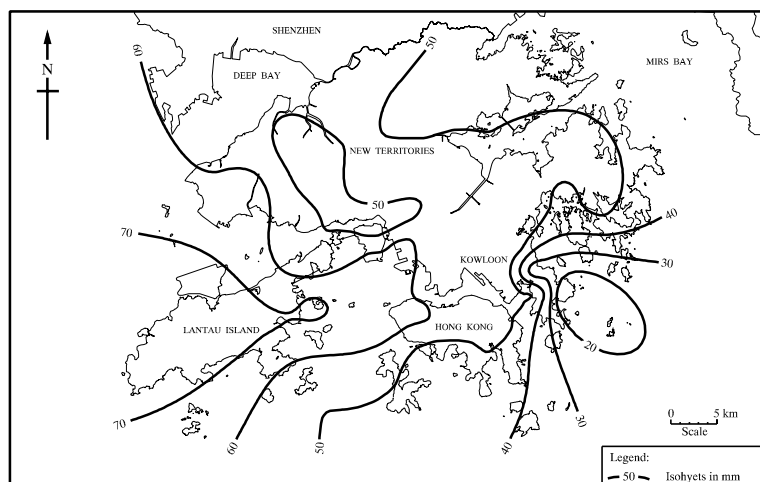 SHENZHEN
60
50
N
DEEP BAY
MIRS BAY
NEW TERRITORIES
50
40
70
KOWLOON
30
LANTAU ISLAND
HONG KONG
20
70
60
50
40
30
0 5 km
Scale
Legend:
50 Isohyets in mm